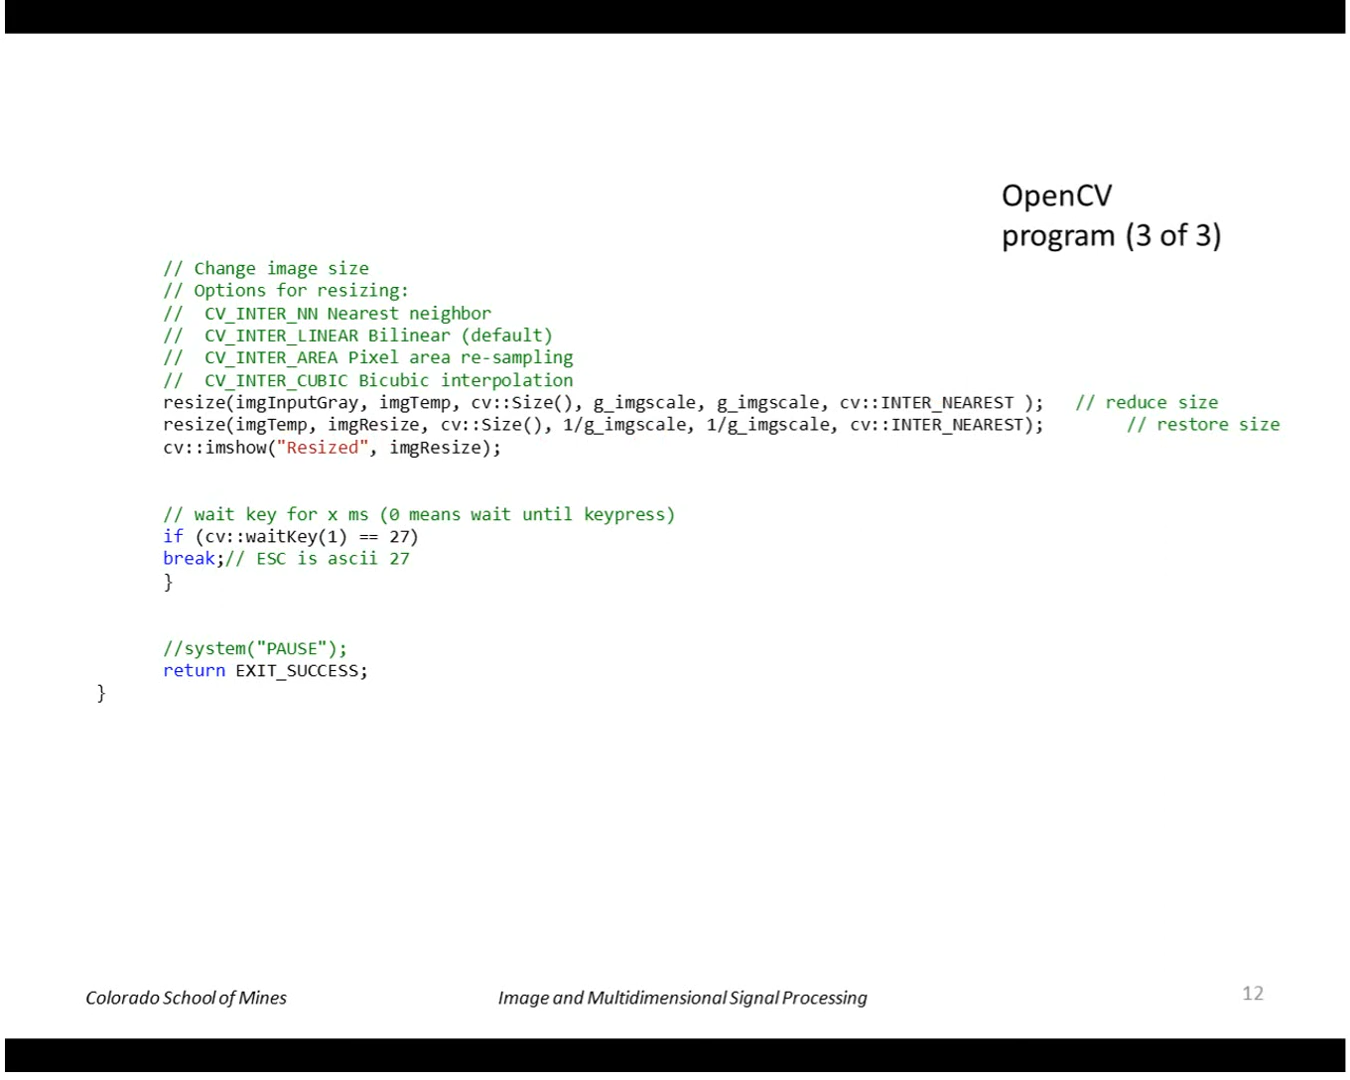 OpenCV
program (3 of 3)
// Change image size
// Options for resizing:
// CV_INTER_NN Nearest neighbor
// CV_INTER_LINEAR Bilinear (default)
// CV_INTER_AREA Pixel area re-sampling
// CV_INTER_CUBIC Bicubic interpolation
resize(imgInputGray, imgTemp, cv::Size(), g_imgscale, g_imgscale, cv::INTER_NEAREST ); // reduce size
resize(imgTemp, imgResize, cv::Size(), 1/g_imgscale, 1/g_imgscale, cv::INTER_NEAREST); // restore size
cv::imshow("Resized", imgResize);
// wait key for x ms (0 means wait until keypress)
if (cv::waitKey(1) == 27)
break;// ESC is ascii 27
}
//system("PAUSE");
return EXIT_SUCCESS;
}
Colorado School of Mines Image and Multidimensional Signal Processing 12